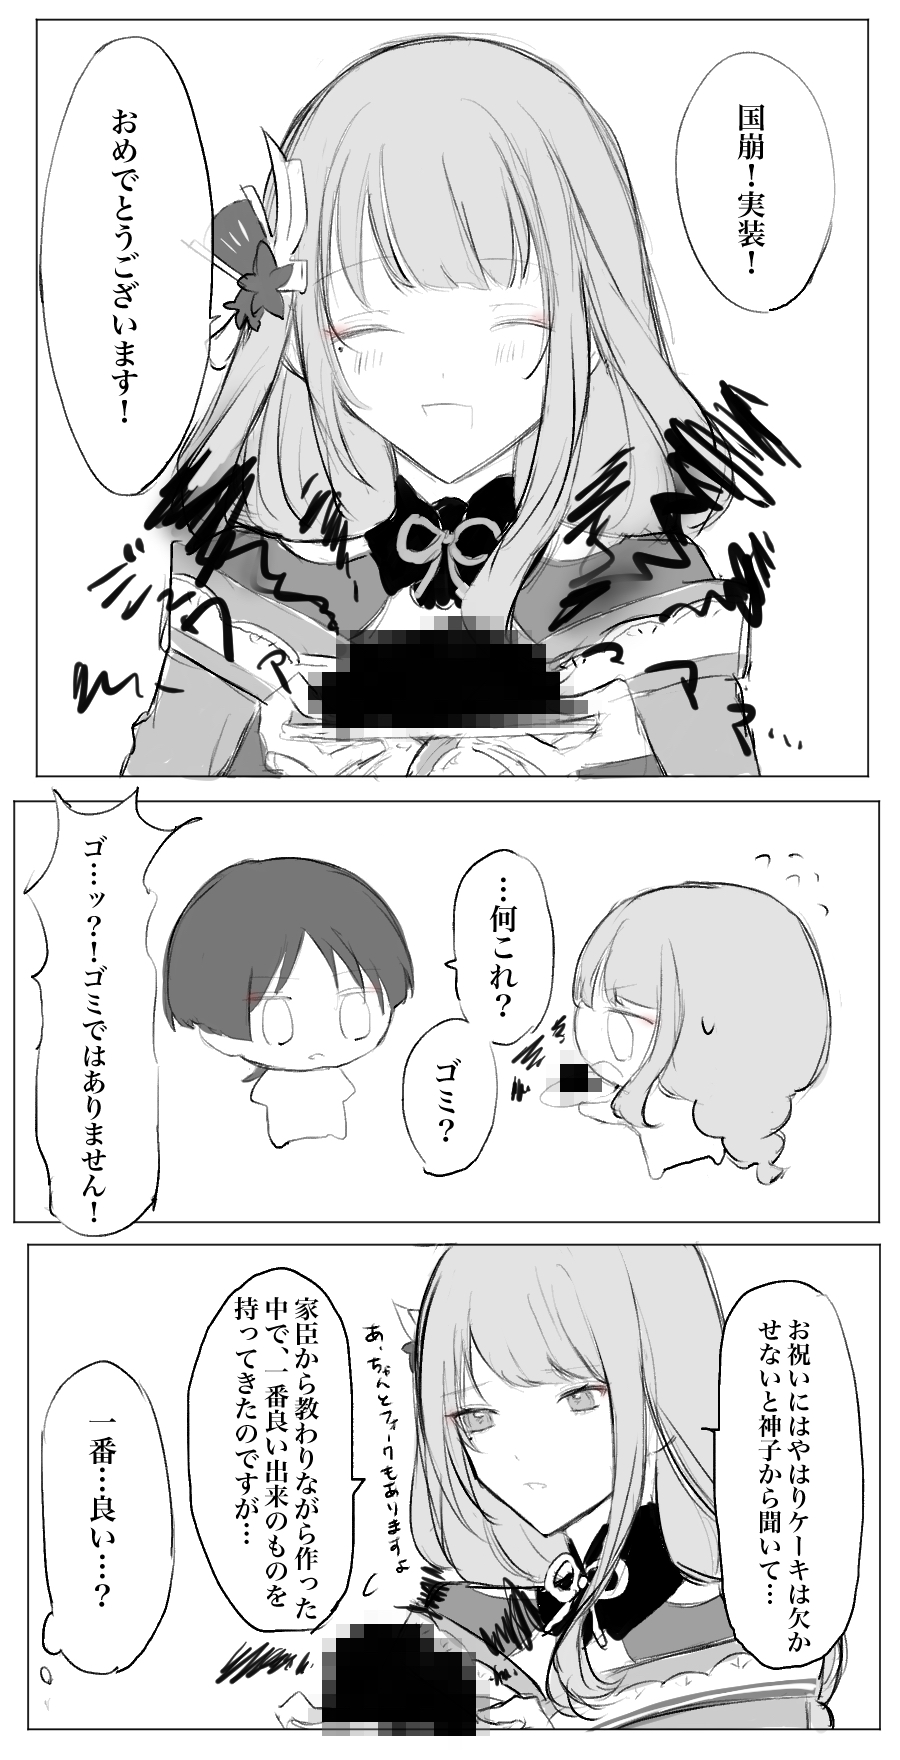 国崩！実装！
おめでとうございます！
…何これ？
ゴミ？
ゴ…ッ？！ゴミではありません！
お祝いにはやはりケーキは欠か
せないと神子から聞いて…
家臣から教わりながら作った
中で、一番良い出来のものを
持ってきたのですが…
あ、ちゃんとフォークもありますよ
一番…良い…？